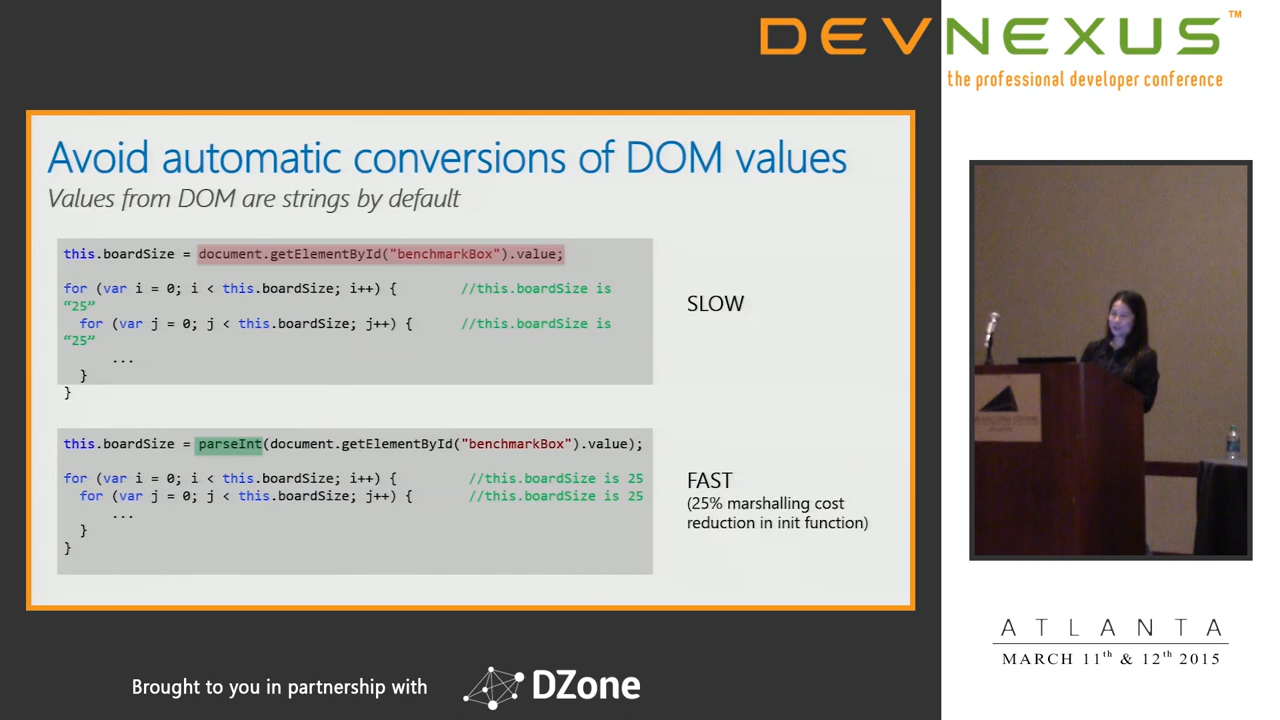 DEVNEXUS™
the professional developer conference
Avoid automatic conversions of DOM values
Values from DOM are strings by default
this.boardSize = document.getElementById("benchmarkBox").value;
for (var i = 0; i < this.boardSize; i++) { //this.boardSize is
“25”
for (var j = 0; j < this.boardSize; j++) { //this.boardSize is
“25”
...
}
}
SLOW
this.boardSize = parseInt(document.getElementById("benchmarkBox").value);
for (var i = 0; i < this.boardSize; i++) { //this.boardSize is 25
for (var j = 0; j < this.boardSize; j++) { //this.boardSize is 25
...
}
}
FAST
(25% marshalling cost
reduction in init function)
ATLANTA
MARCH 11th & 12th 2015
Brought to you in partnership with
DZone